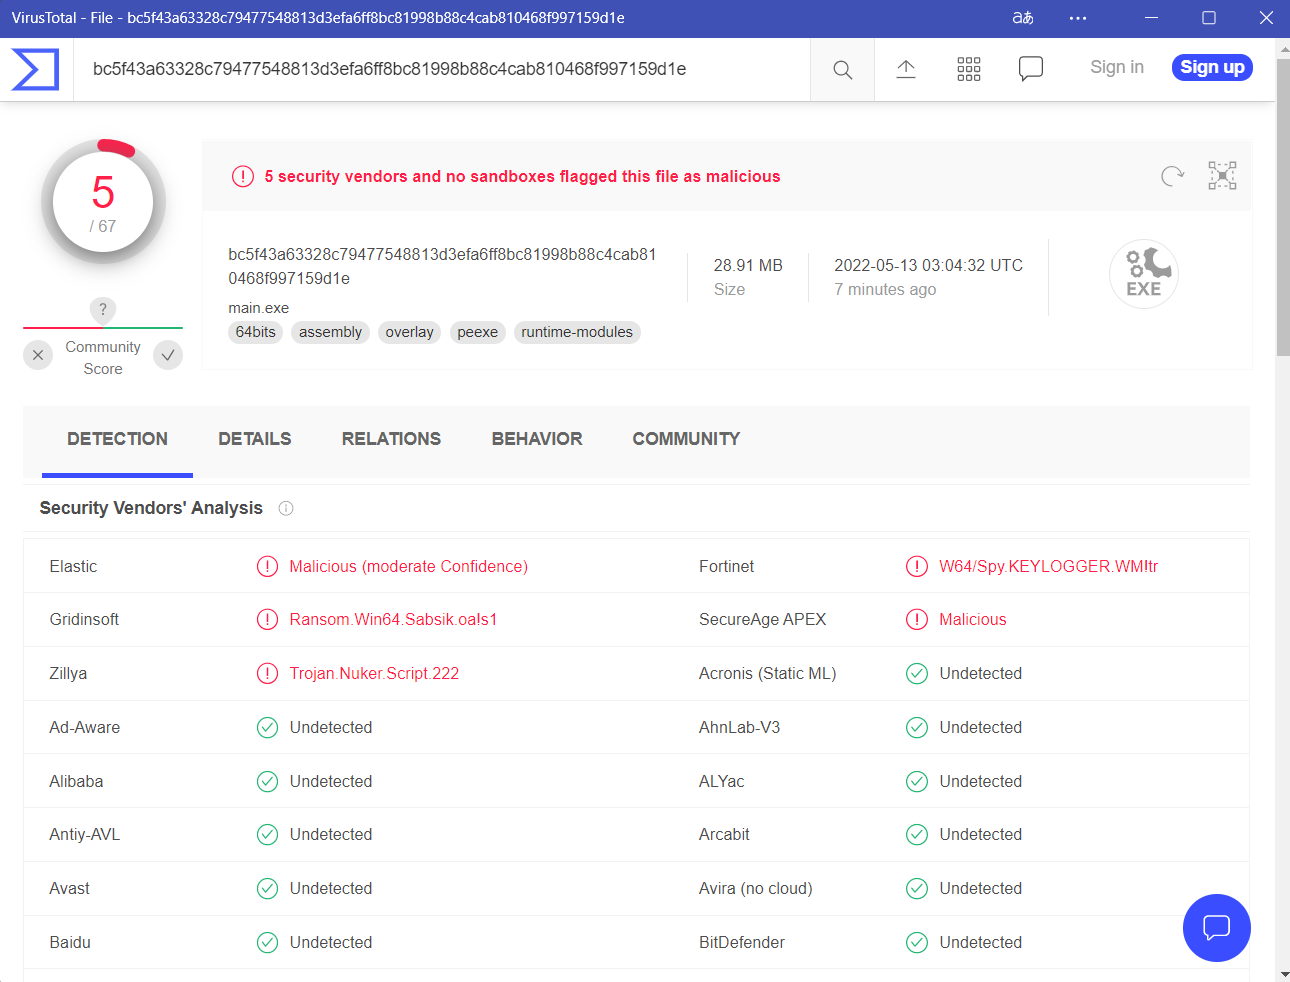 VirusTotal - File - bc5f43a63328c79477548813d3efa6ff8bc81998b88c4cab810468f997159d1e
aあ
bc5f43a63328c79477548813d3efa6ff8bc81998b88c4cab810468f997159d1e
Sign in
Sign up
5
/ 67
?
Community
Score
5 security vendors and no sandboxes flagged this file as malicious
bc5f43a63328c79477548813d3efa6ff8bc81998b88c4cab81
0468f997159d1e
main.exe
64bits assembly overlay peexe runtime-modules
28.91 MB
Size
2022-05-13 03:04:32 UTC
7 minutes ago
EXE
DETECTION DETAILS RELATIONS BEHAVIOR COMMUNITY
Security Vendors' Analysis
Elastic Malicious (moderate Confidence) Fortinet W64/Spy.KEYLOGGER.WM!tr
Gridinsoft Ransom.Win64.Sabsik.oa!s1 SecureAge APEX Malicious
Zillya Trojan.Nuker.Script.222 Acronis (Static ML) Undetected
Ad-Aware Undetected AhnLab-V3 Undetected
Alibaba Undetected ALYac Undetected
Antiy-AVL Undetected Arcabit Undetected
Avast Undetected Avira (no cloud) Undetected
Baidu Undetected BitDefender Undetected